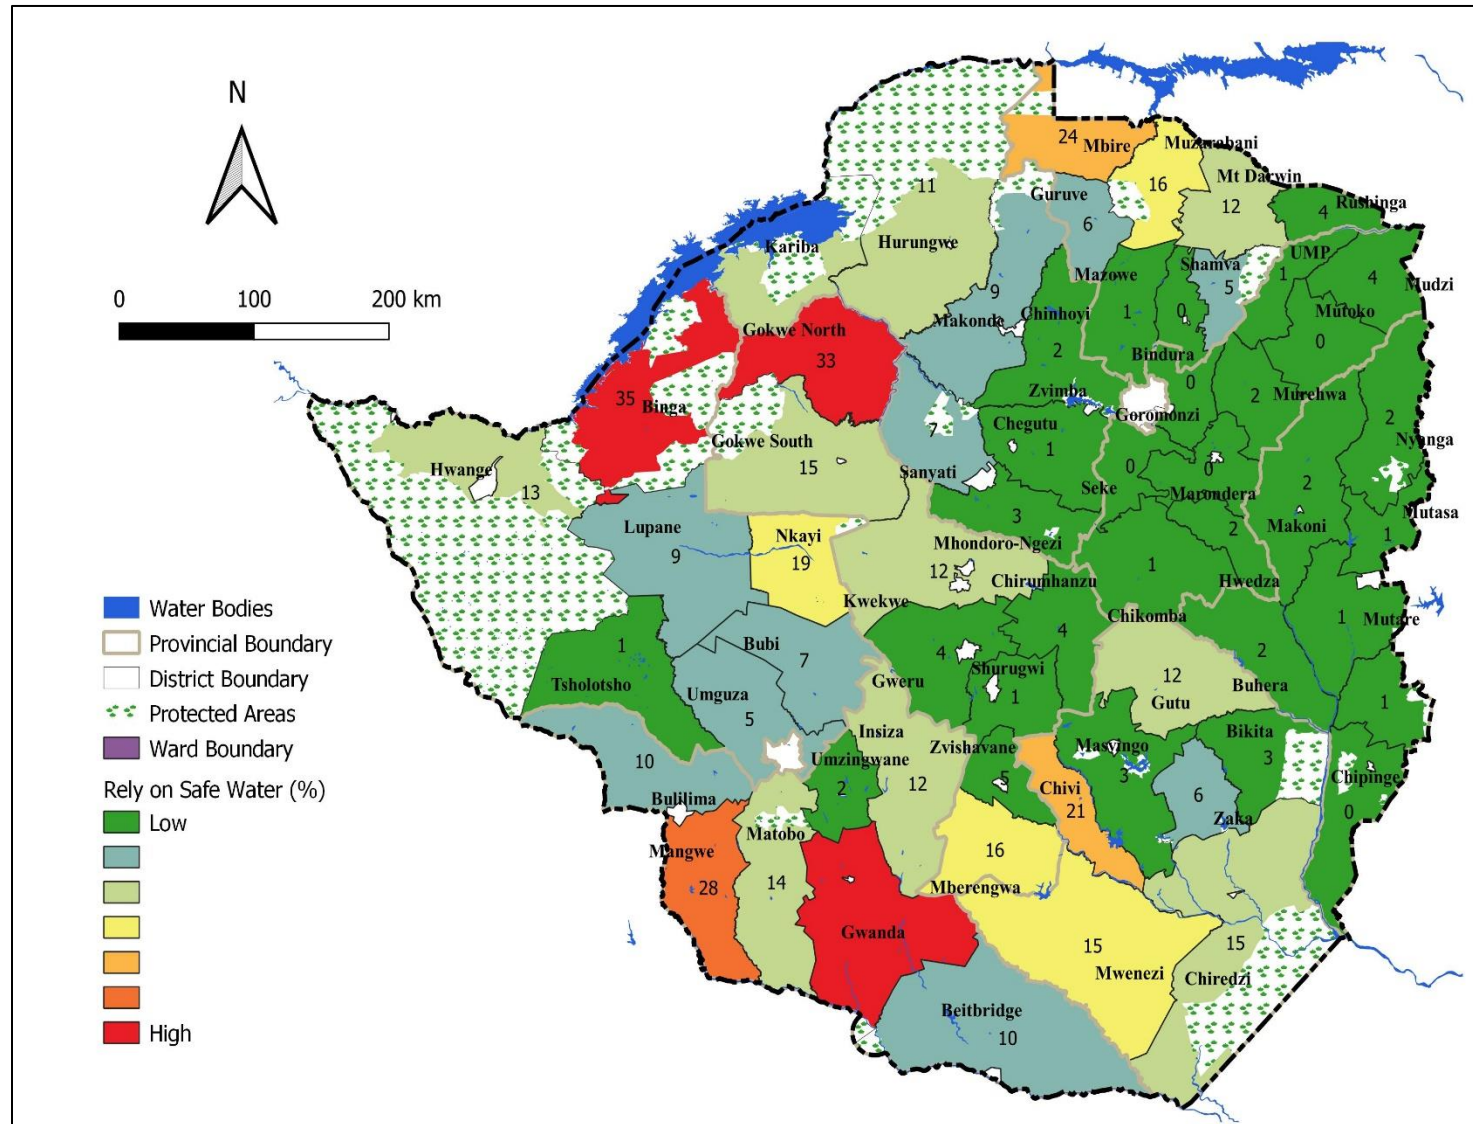 N
0 100 200 km
24 Mbire
Muzarabani
16
Mt Darwin
12
Rushinga
4
11
Hurungwe
Guruve
6
Kariba
Mazowe
Shamva
5
UMP
1
4
Mudzi
9
Makonde
Chinhoyi
2
1
0
Mutoko
0
Gokwe North
33
Bindura
0
35
Binga
Zvimba
Goromonzi
2
Murehwa
2
Nyanga
Gokwe South
15
7
Sanyati
Chegutu
1
0
0
Seke
Marondera
2
Hwange
13
3
2
Makoni
Mutasa
1
Lupane
9
Nkayi
19
Mhondoro-Ngezi
12
Chirumhanzu
1
Hwedza
Kwekwe
Chikomba
1
Mutare
1
Tsholotsho
Bubi
7
4
Shurugwi
1
4
2
Buhera
12
Gutu
Umguza
5
Gweru
1
Insiza
Zvishavane
5
Masvingo
3
Bikita
3
Chipinge
0
10
Bulilima
Umzingwane
2
12
Chivi
21
6
Zaka
Mangwe
28
Matobo
14
16
Mberengwa
Gwanda
15
Mwenezi
15
Chiredzi
Beitbridge
10
Water Bodies
Provincial Boundary
District Boundary
Protected Areas
Ward Boundary
Rely on Safe Water (%)
Low
High